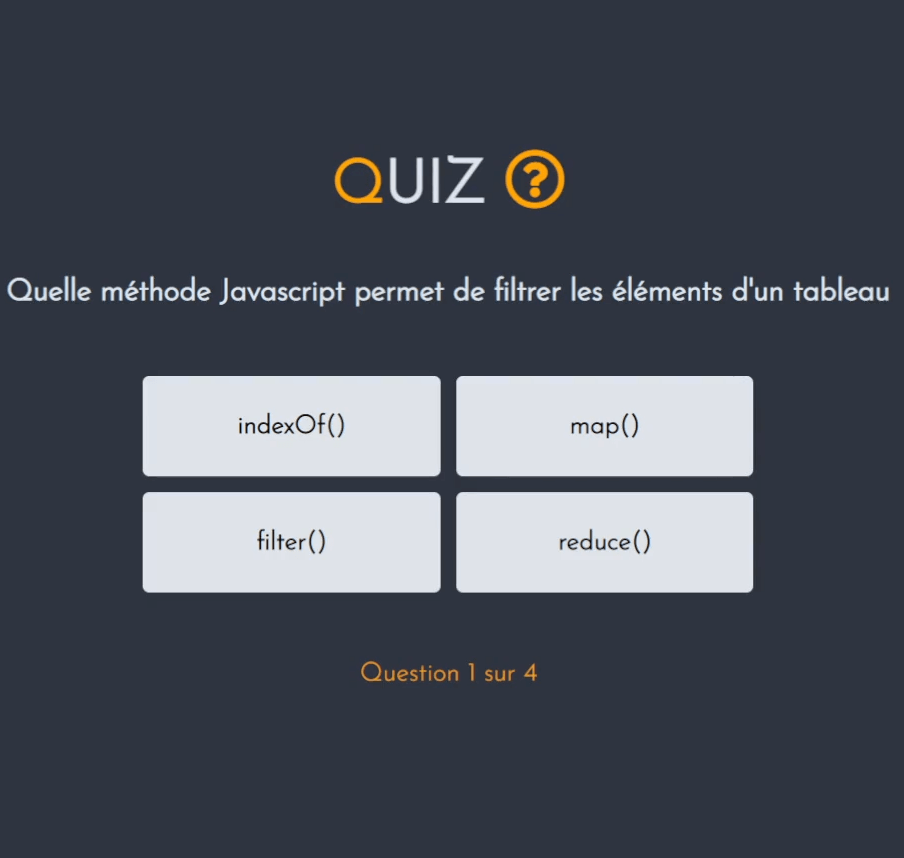 QUIZ ?
Quelle méthode Javascript permet de filtrer les éléments d'un tableau
indexOf()
map()
filter()
reduce()
Question 1 sur 4